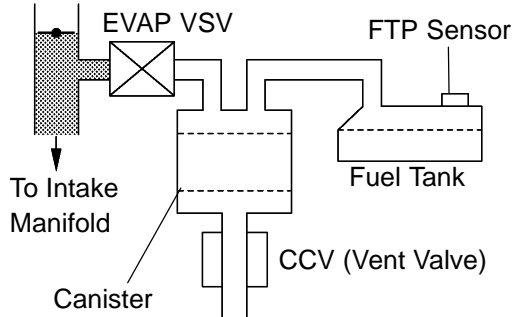 EVAP VSV
FTP Sensor
To Intake
Manifold
Fuel Tank
CCV (Vent Valve)
Canister